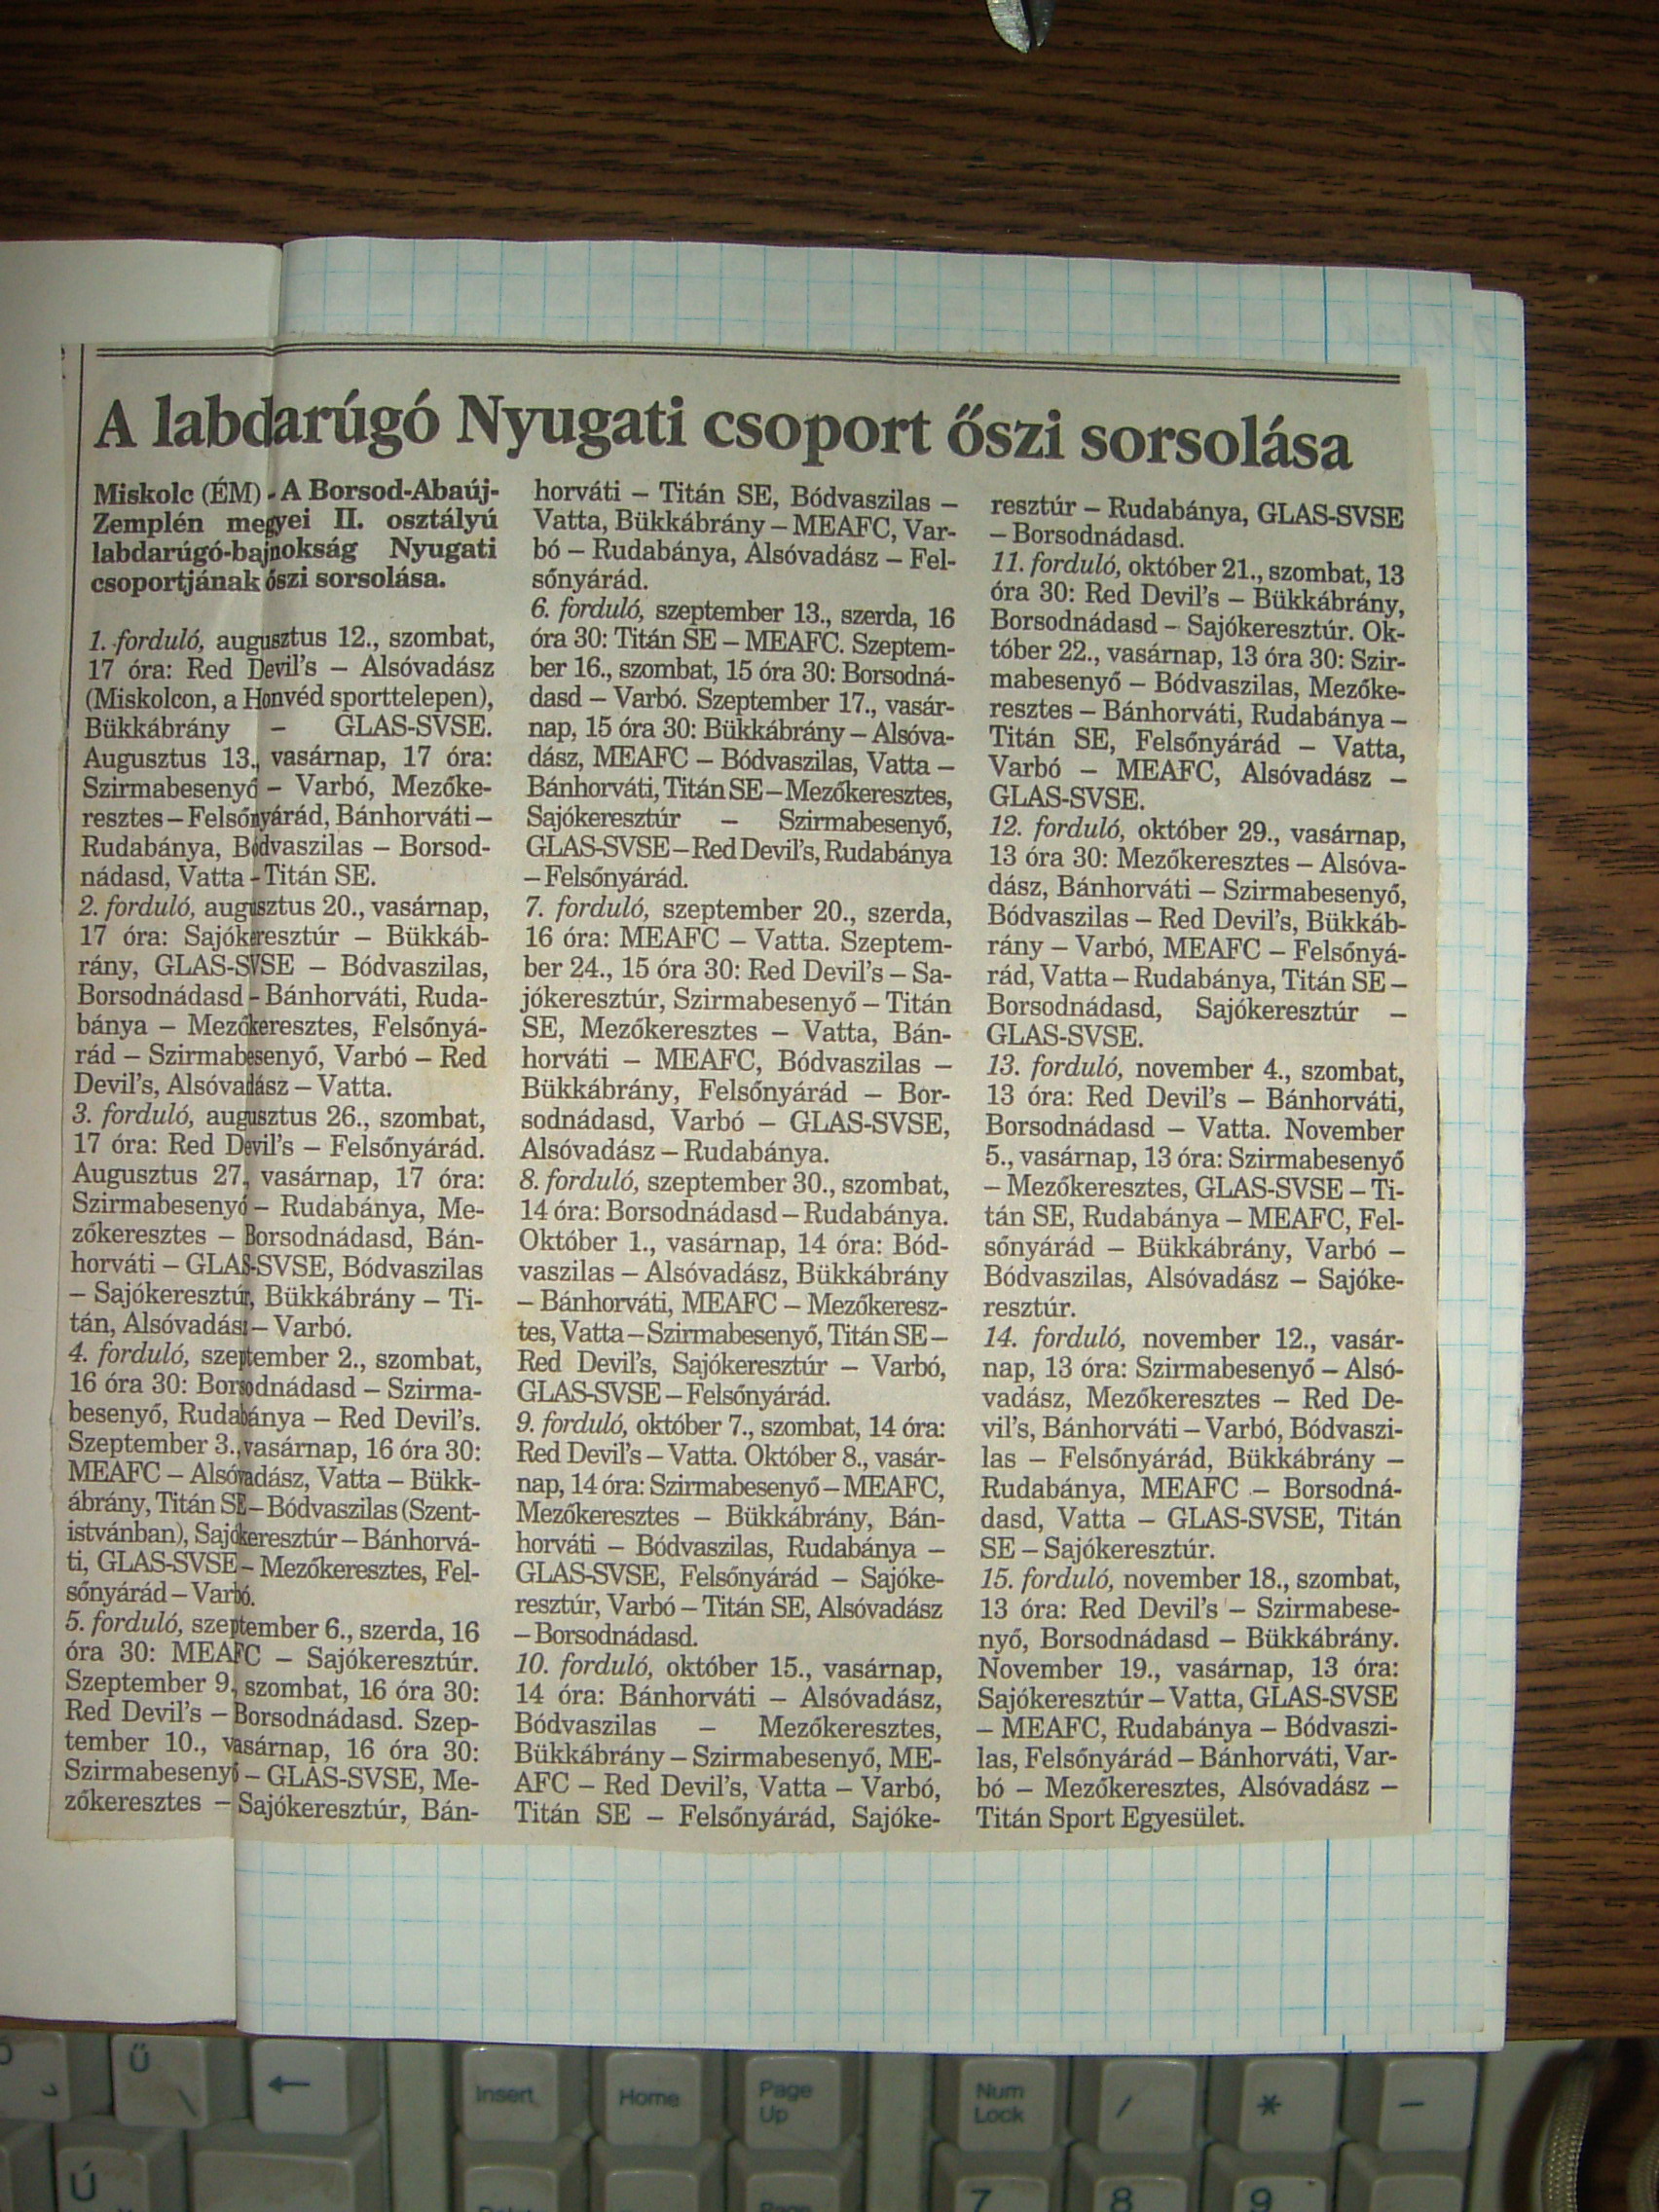 A labdarúgó Nyugati csoport őszi sorsolása
Miskolc (ÉM) - A Borsod-Abaúj-
Zemplén megyei II. osztályú
labdarúgó-bajnokság Nyugati
csoportjának őszi sorsolása.
1. forduló, augusztus 12., szombat,
17 óra: Red Devil's – Alsóvadász
(Miskolcon, a Honvéd sporttelepen),
Bükkábrány – GLAS-SVSE.
Augusztus 13., vasárnap, 17 óra:
Szirmabesenyő – Varbó, Mezőke-
resztes – Felsőnyárád, Bánhorváti –
Rudabánya, Bódvaszilas – Borsod-
nádasd, Vatta – Titán SE.
2. forduló, augusztus 20., vasárnap,
17 óra: Sajókeresztúr – Bükkáb-
rány, GLAS-SVSE – Bódvaszilas,
Borsodnádasd – Bánhorváti, Ruda-
bánya – Mezőkeresztes, Felsőnyá-
rád – Szirmabesenyő, Varbó – Red
Devil's, Alsóvadász – Vatta.
3. forduló, augusztus 26., szombat,
17 óra: Red Devil's – Felsőnyárád.
Augusztus 27., vasárnap, 17 óra:
Szirmabesenyő – Rudabánya, Me-
zőkeresztes – Borsodnádasd, Bán-
horváti – GLAS-SVSE, Bódvaszilas
– Sajókeresztúr, Bükkábrány – Ti-
tán, Alsóvadász – Varbó.
4. forduló, szeptember 2., szombat,
16 óra 30: Borsodnádasd – Szirma-
besenyő, Rudabánya – Red Devil's.
Szeptember 3., vasárnap, 16 óra 30:
MEAFC – Alsóvadász, Vatta – Bükk-
ábrány, Titán SE – Bódvaszilas (Szent-
istvánban), Sajókeresztúr – Bánhorvá-
ti, GLAS-SVSE – Mezőkeresztes, Fel-
sőnyárád – Varbó.
5. forduló, szeptember 6., szerda, 16
óra 30: MEAFC – Sajókeresztúr.
Szeptember 9., szombat, 16 óra 30:
Red Devil's – Borsodnádasd. Szep-
tember 10., vasárnap, 16 óra 30:
Szirmabesenyő – GLAS-SVSE, Me-
zőkeresztes – Sajókeresztúr, Bán-
horváti – Titán SE, Bódvaszilas –
Vatta, Bükkábrány – MEAFC, Var-
bó – Rudabánya, Alsóvadász – Fel-
sőnyárád.
6. forduló, szeptember 13., szerda, 16
óra 30: Titán SE – MEAFC. Szeptem-
ber 16., szombat, 15 óra 30: Borsodná-
dasd – Varbó. Szeptember 17., vasár-
nap, 15 óra 30: Bükkábrány – Alsóva-
dász, MEAFC – Bódvaszilas, Vatta –
Bánhorváti, Titán SE – Mezőkeresztes,
Sajókeresztúr – Szirmabesenyő,
GLAS-SVSE – Red Devil's, Rudabánya
– Felsőnyárád.
7. forduló, szeptember 20., szerda,
16 óra: MEAFC – Vatta. Szeptem-
ber 24., 15 óra 30: Red Devil's – Sa-
jókeresztúr, Szirmabesenyő – Titán
SE, Mezőkeresztes – Vatta, Bán-
horváti – MEAFC, Bódvaszilas –
Bükkábrány, Felsőnyárád – Bor-
sodnádasd, Varbó – GLAS-SVSE,
Alsóvadász – Rudabánya.
8. forduló, szeptember 30., szombat,
14 óra: Borsodnádasd – Rudabánya.
Október 1., vasárnap, 14 óra: Bód-
vaszilas – Alsóvadász, Bükkábrány
– Bánhorváti, MEAFC – Mezőkeresz-
tes, Vatta – Szirmabesenyő, Titán SE –
Red Devil's, Sajókeresztúr – Varbó,
GLAS-SVSE – Felsőnyárád.
9. forduló, október 7., szombat, 14 óra:
Red Devil's – Vatta. Október 8., vasár-
nap, 14 óra: Szirmabesenyő – MEAFC,
Mezőkeresztes – Bükkábrány, Bán-
horváti – Bódvaszilas, Rudabánya –
GLAS-SVSE, Felsőnyárád – Sajóke-
resztúr, Varbó – Titán SE, Alsóvadász
– Borsodnádasd.
10. forduló, október 15., vasárnap,
14 óra: Bánhorváti – Alsóvadász,
Bódvaszilas – Mezőkeresztes,
Bükkábrány – Szirmabesenyő, ME-
AFC – Red Devil's, Vatta – Varbó,
Titán SE – Felsőnyárád, Sajóke-
resztúr – Rudabánya, GLAS-SVSE
– Borsodnádasd.
11. forduló, október 21., szombat, 13
óra 30: Red Devil's – Bükkábrány,
Borsodnádasd – Sajókeresztúr. Ok-
tóber 22., vasárnap, 13 óra 30: Szir-
mabesenyő – Bódvaszilas, Mezőke-
resztes – Bánhorváti, Rudabánya –
Titán SE, Felsőnyárád – Vatta,
Varbó – MEAFC, Alsóvadász –
GLAS-SVSE.
12. forduló, október 29., vasárnap,
13 óra 30: Mezőkeresztes – Alsóva-
dász, Bánhorváti – Szirmabesenyő,
Bódvaszilas – Red Devil's, Bükkáb-
rány – Varbó, MEAFC – Felsőnyá-
rád, Vatta – Rudabánya, Titán SE –
Borsodnádasd, Sajókeresztúr –
GLAS-SVSE.
13. forduló, november 4., szombat,
13 óra: Red Devil's – Bánhorváti,
Borsodnádasd – Vatta. November
5., vasárnap, 13 óra: Szirmabesenyő
– Mezőkeresztes, GLAS-SVSE – Ti-
tán SE, Rudabánya – MEAFC, Fel-
sőnyárád – Bükkábrány, Varbó –
Bódvaszilas, Alsóvadász – Sajóke-
resztúr.
14. forduló, november 12., vasár-
nap, 13 óra: Szirmabesenyő – Alsó-
vadász, Mezőkeresztes – Red De-
vil's, Bánhorváti – Varbó, Bódvaszi-
las – Felsőnyárád, Bükkábrány –
Rudabánya, MEAFC – Borsodná-
dasd, Vatta – GLAS-SVSE, Titán
SE – Sajókeresztúr.
15. forduló, november 18., szombat,
13 óra: Red Devil's – Szirmabese-
nyő, Borsodnádasd – Bükkábrány.
November 19., vasárnap, 13 óra:
Sajókeresztúr – Vatta, GLAS-SVSE
– MEAFC, Rudabánya – Bódvaszi-
las, Felsőnyárád – Bánhorváti, Var-
bó – Mezőkeresztes, Alsóvadász –
Titán Sport Egyesület.
Ű \ ← Insert Home Page Up Num Lock / * −
Ú Page 7 8 9